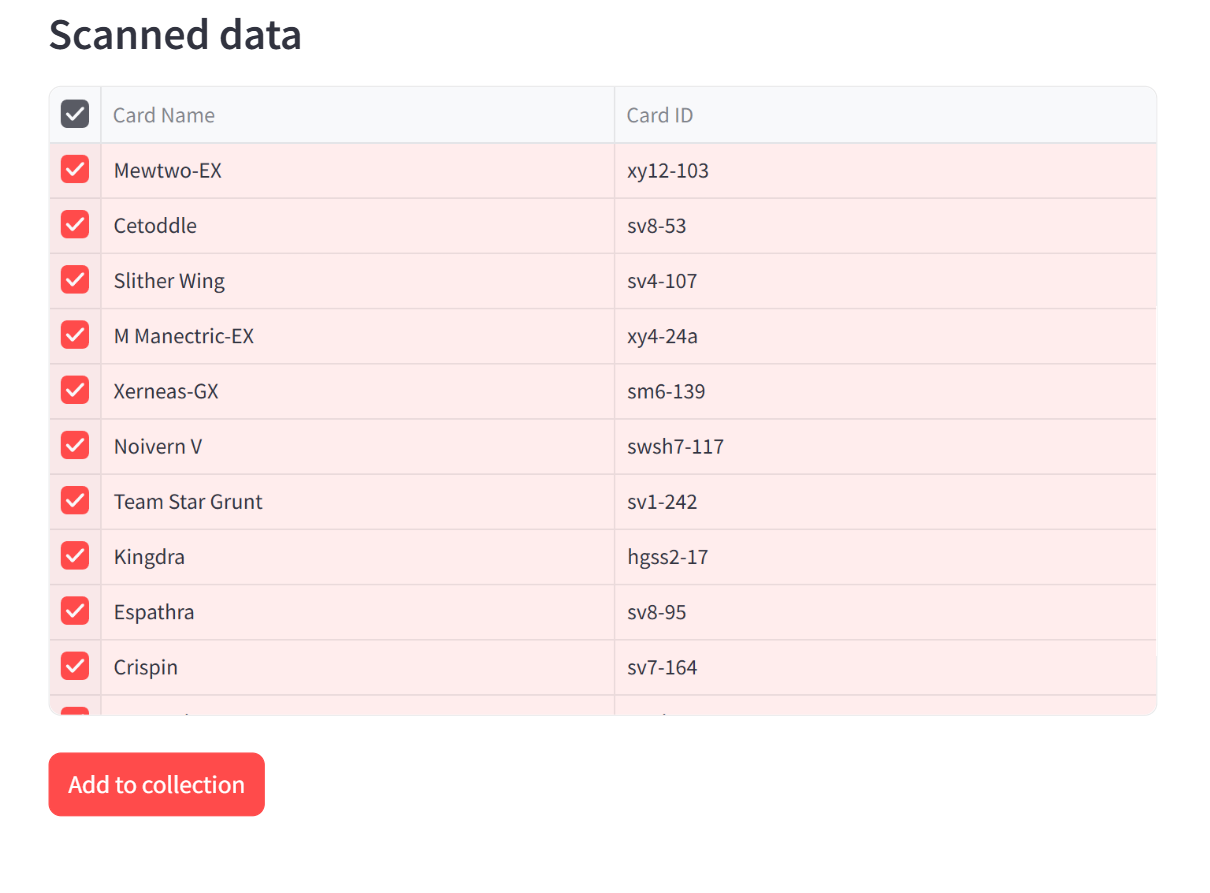 Scanned data
Card Name Card ID
Mewtwo-EX xy12-103
Cetoddle sv8-53
Slither Wing sv4-107
M Manectric-EX xy4-24a
Xerneas-GX sm6-139
Noivern V swsh7-117
Team Star Grunt sv1-242
Kingdra hgss2-17
Espathra sv8-95
Crispin sv7-164
Add to collection